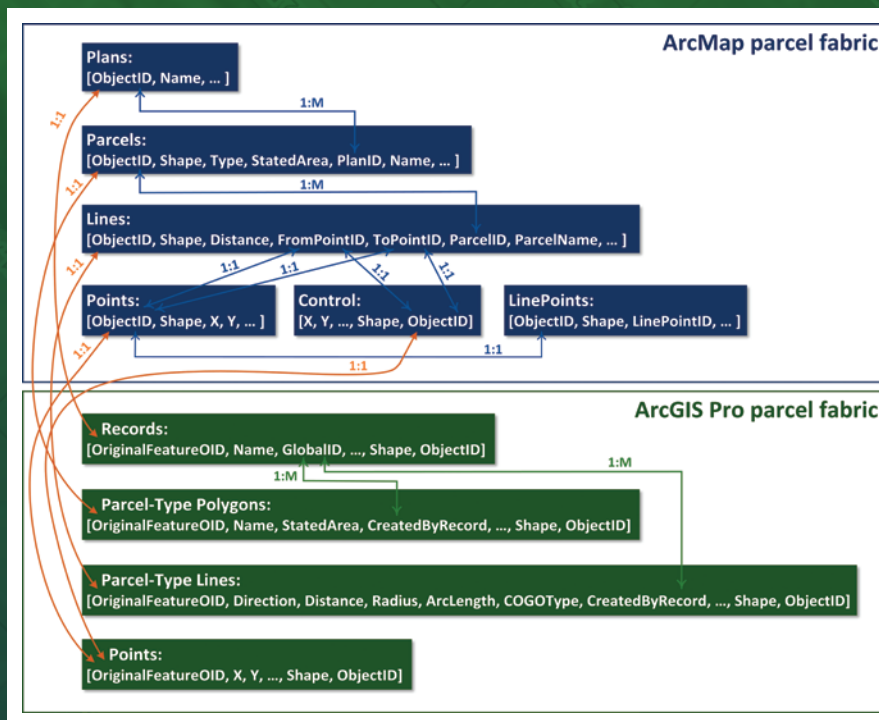 ArcMap parcel fabric
Plans:
[ObjectID, Name, ... ]
1:1
1:M
Parcels:
[ObjectID, Shape, Type, StatedArea, PlanID, Name, ... ]
1:1
1:M
Lines:
[ObjectID, Shape, Distance, FromPointID, ToPointID, ParcelID, ParcelName, ... ]
1:1
1:1
1:1
1:1
1:1
Points:
[ObjectID, Shape, X, Y, ... ]
Control:
[X, Y, ..., Shape, ObjectID]
LinePoints:
[ObjectID, Shape, LinePointID, ... ]
1:1
1:1
1:1
ArcGIS Pro parcel fabric
Records:
[OriginalFeatureOID, Name, GlobalID, ..., Shape, ObjectID]
1:M
1:M
Parcel-Type Polygons:
[OriginalFeatureOID, Name, StatedArea, CreatedByRecord, ..., Shape, ObjectID]
Parcel-Type Lines:
[OriginalFeatureOID, Direction, Distance, Radius, ArcLength, COGOType, CreatedByRecord, ..., Shape, ObjectID]
Points:
[OriginalFeatureOID, X, Y, ..., Shape, ObjectID]